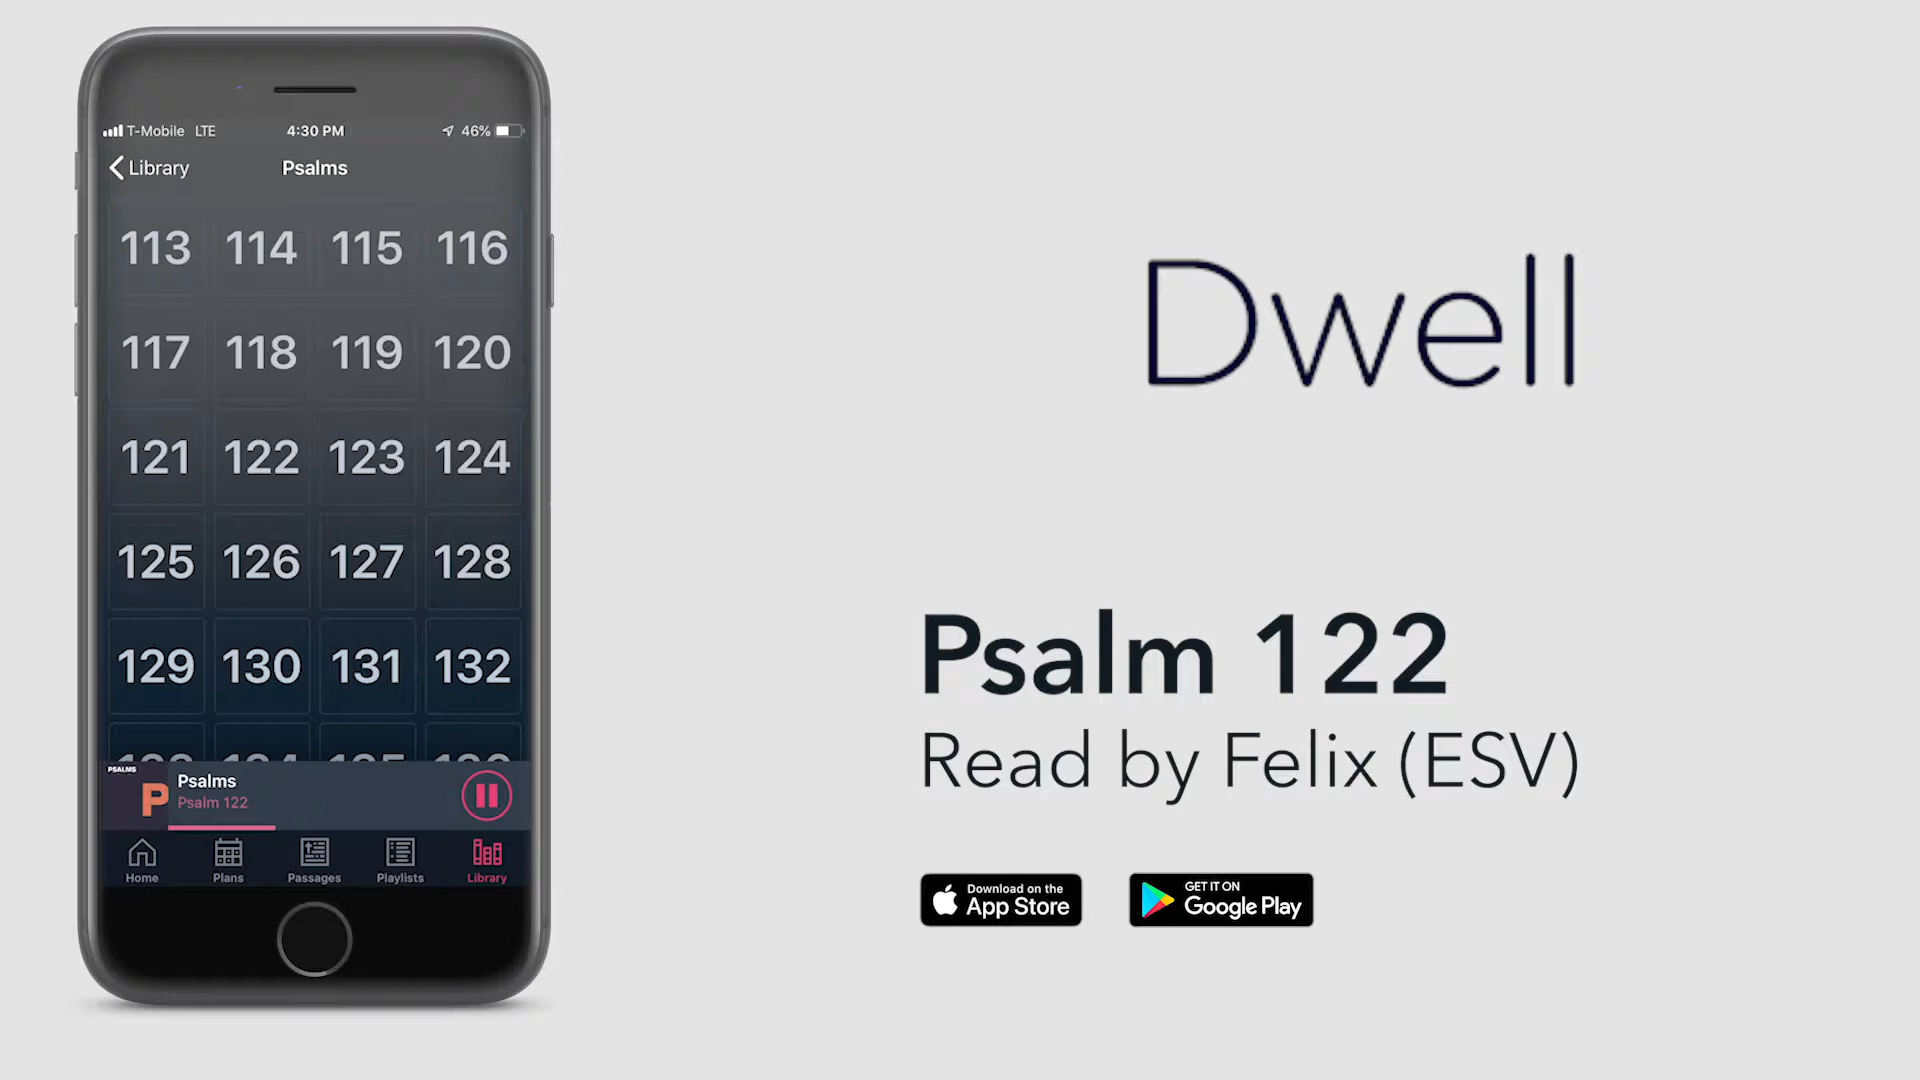 T-Mobile LTE 4:30 PM 46%
Library Psalms
113 114 115 116
117 118 119 120
121 122 123 124
125 126 127 128
129 130 131 132
PSALMS
P
Psalms
Psalm 122
Home Plans Passages Playlists Library
Dwell
Psalm 122
Read by Felix (ESV)
Download on the
App Store
GET IT ON
Google Play